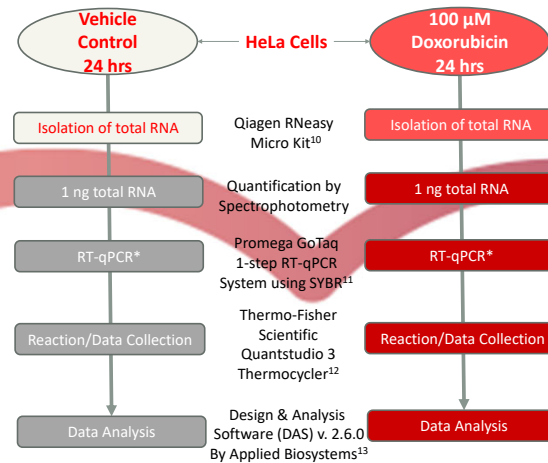 Vehicle
Control
24 hrs
HeLa Cells
100 µM
Doxorubicin
24 hrs
Isolation of total RNA
Qiagen RNeasy
Micro Kit¹⁰
Isolation of total RNA
1 ng total RNA
Quantification by
Spectrophotometry
1 ng total RNA
RT-qPCR*
Promega GoTaq
1-step RT-qPCR
System using SYBR¹¹
RT-qPCR*
Reaction/Data Collection
Thermo-Fisher
Scientific
Quantstudio 3
Thermocycler¹²
Reaction/Data Collection
Data Analysis
Design & Analysis
Software (DAS) v. 2.6.0
By Applied Biosystems¹³
Data Analysis